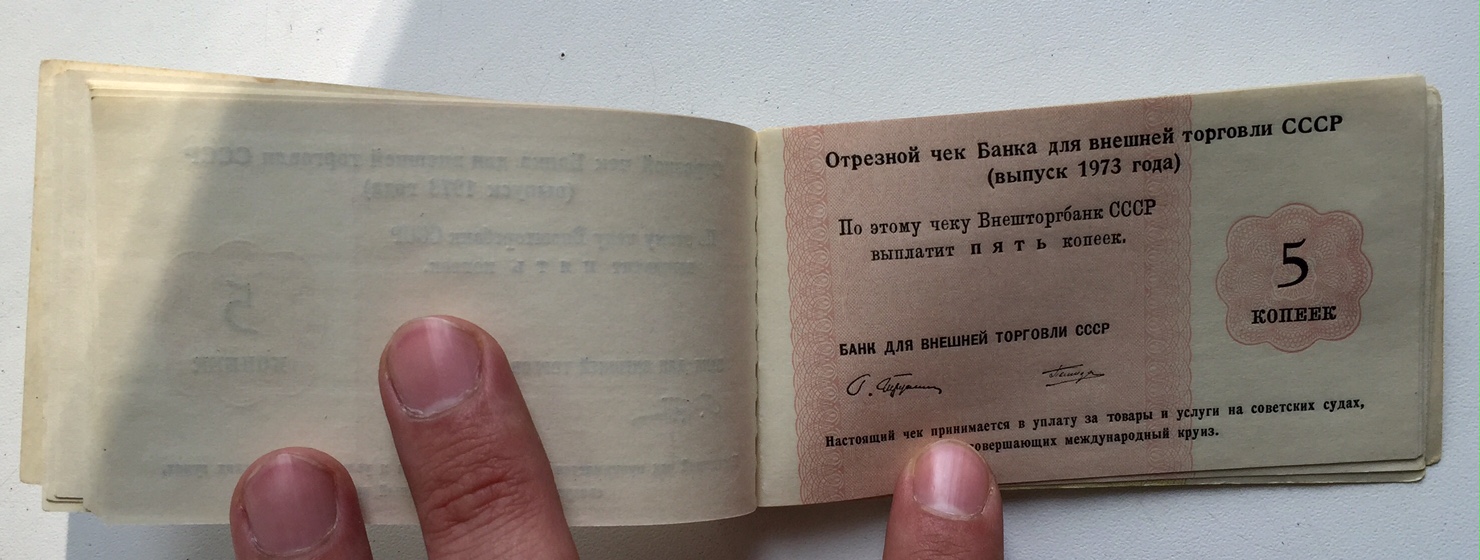 Отрезной чек Банка для внешней торговли СССР
(выпуск 1973 года)
По этому чеку Внешторгбанк СССР
выплатит п я т ь копеек.
5
КОПЕЕК
БАНК ДЛЯ ВНЕШНЕЙ ТОРГОВЛИ СССР
Настоящий чек принимается в уплату за товары и услуги на советских судах,
совершающих международный круиз.